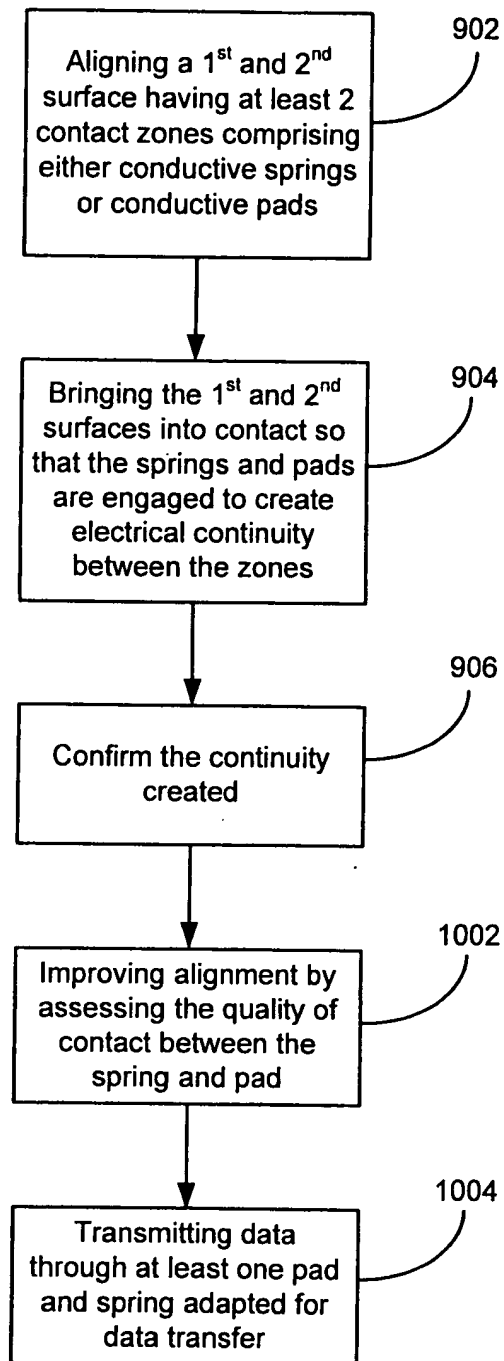 902
Aligning a 1st and 2nd
surface having at least 2
contact zones comprising
either conductive springs
or conductive pads
904
Bringing the 1st and 2nd
surfaces into contact so
that the springs and pads
are engaged to create
electrical continuity
between the zones
906
Confirm the continuity
created
1002
Improving alignment by
assessing the quality of
contact between the
spring and pad
1004
Transmitting data
through at least one pad
and spring adapted for
data transfer